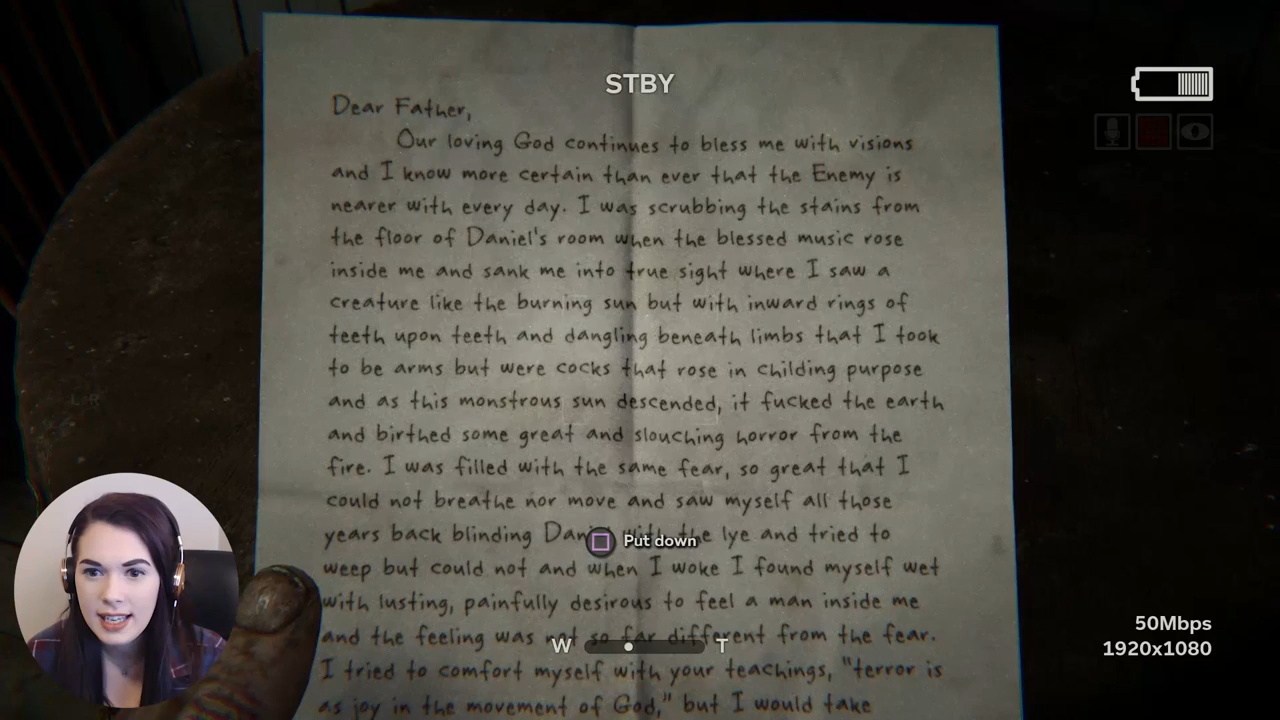 STBY
Dear Father,
Our loving God continues to bless me with visions
and I know more certain than ever that the Enemy is
nearer with every day. I was scrubbing the stains from
the floor of Daniel's room when the blessed music rose
inside me and sank me into true sight where I saw a
creature like the burning sun but with inward rings of
teeth upon teeth and dangling beneath limbs that I took
to be arms but were cocks that rose in childing purpose
and as this monstrous sun descended, it fucked the earth
and birthed some great and slouching horror from the
fire. I was filled with the same fear, so great that I
could not breathe nor move and saw myself all those
years back blinding the lye and tried to
Put down
weep but could not and when I woke I found myself wet
with lusting, painfully desirous to feel a man inside me
and the feeling was not so far different from the fear.
W T
I tried to comfort myself with your teachings, "terror is
as joy in the movement of God," but I would take
50Mbps
1920x1080